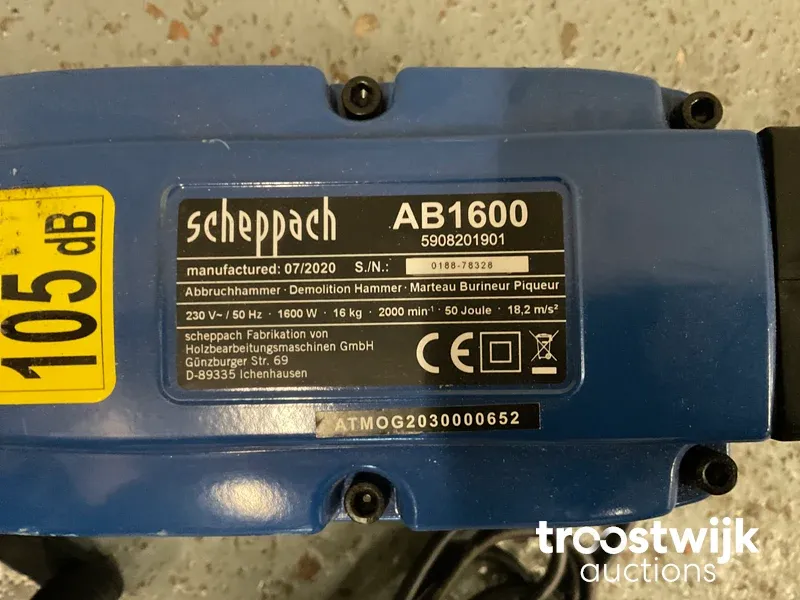 105 dB
scheppach
AB1600
5908201901
manufactured: 07/2020 S./N.: 0188-78328
Abbruchhammer · Demolition Hammer · Marteau Burineur Piqueur
230 V~ / 50 Hz · 1600 W · 16 kg · 2000 min⁻¹ · 50 Joule · 18,2 m/s²
scheppach Fabrikation von
Holzbearbeitungsmaschinen GmbH
Günzburger Str. 69
D-89335 Ichenhausen
CE
ATMOG2030000652
troostwijk
auctions